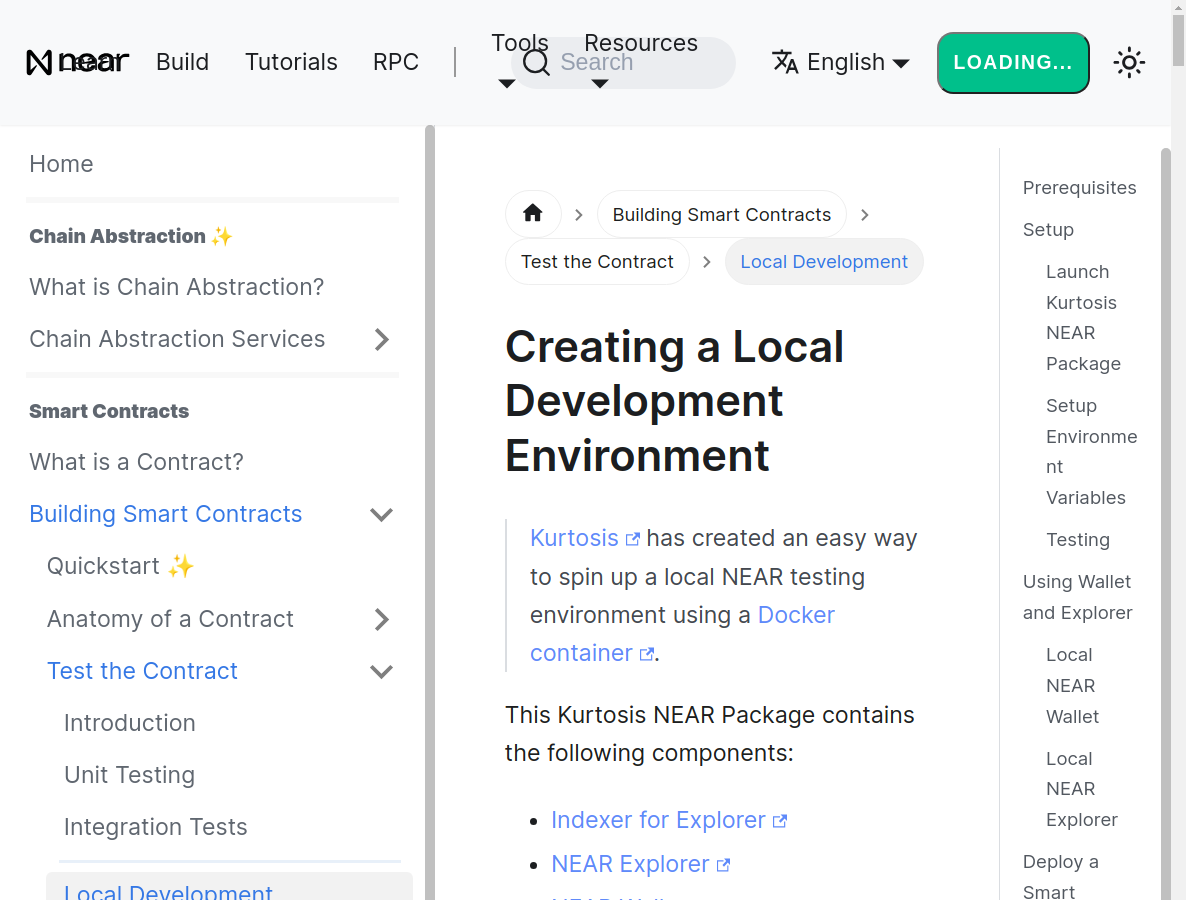 near
Learn
Build
Tutorials
RPC
Tools
Resources
Search
English
LOADING...
Home
Chain Abstraction ✨
What is Chain Abstraction?
Chain Abstraction Services
Smart Contracts
What is a Contract?
Building Smart Contracts
Quickstart ✨
Anatomy of a Contract
Test the Contract
Introduction
Unit Testing
Integration Tests
Local Development
Building Smart Contracts
Test the Contract
Local Development
Creating a Local
Development
Environment
Kurtosis has created an easy way
to spin up a local NEAR testing
environment using a Docker
container.
This Kurtosis NEAR Package contains
the following components:
Indexer for Explorer
NEAR Explorer
Prerequisites
Setup
Launch
Kurtosis
NEAR
Package
Setup
Environme
nt
Variables
Testing
Using Wallet
and Explorer
Local
NEAR
Wallet
Local
NEAR
Explorer
Deploy a
Smart